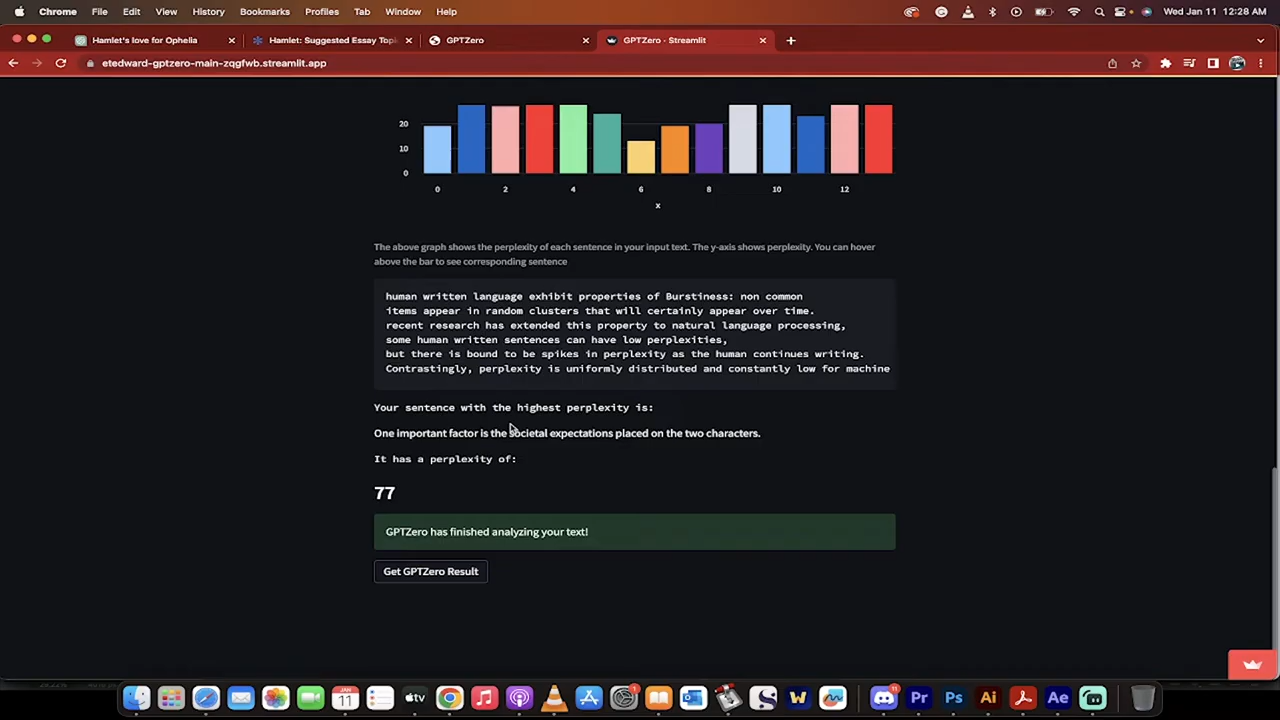 Chrome File Edit View History Bookmarks Profiles Tab Window Help Wed Jan 11 12:28 AM
Hamlet's love for Ophelia Hamlet: Suggested Essay Topi GPTZero GPTZero · Streamlit
etedward-gptzero-main-zqgfwb.streamlit.app
20
10
0
0 2 4 6 8 10 12
x
The above graph shows the perplexity of each sentence in your input text. The y-axis shows perplexity. You can hover
above the bar to see corresponding sentence
human written language exhibit properties of Burstiness: non common
items appear in random clusters that will certainly appear over time.
recent research has extended this property to natural language processing,
some human written sentences can have low perplexities,
but there is bound to be spikes in perplexity as the human continues writing.
Contrastingly, perplexity is uniformly distributed and constantly low for machine
Your sentence with the highest perplexity is:
One important factor is the societal expectations placed on the two characters.
It has a perplexity of:
77
GPTZero has finished analyzing your text!
Get GPTZero Result
JAN
11
tv
W
Pr
Ps
Ai
Ae